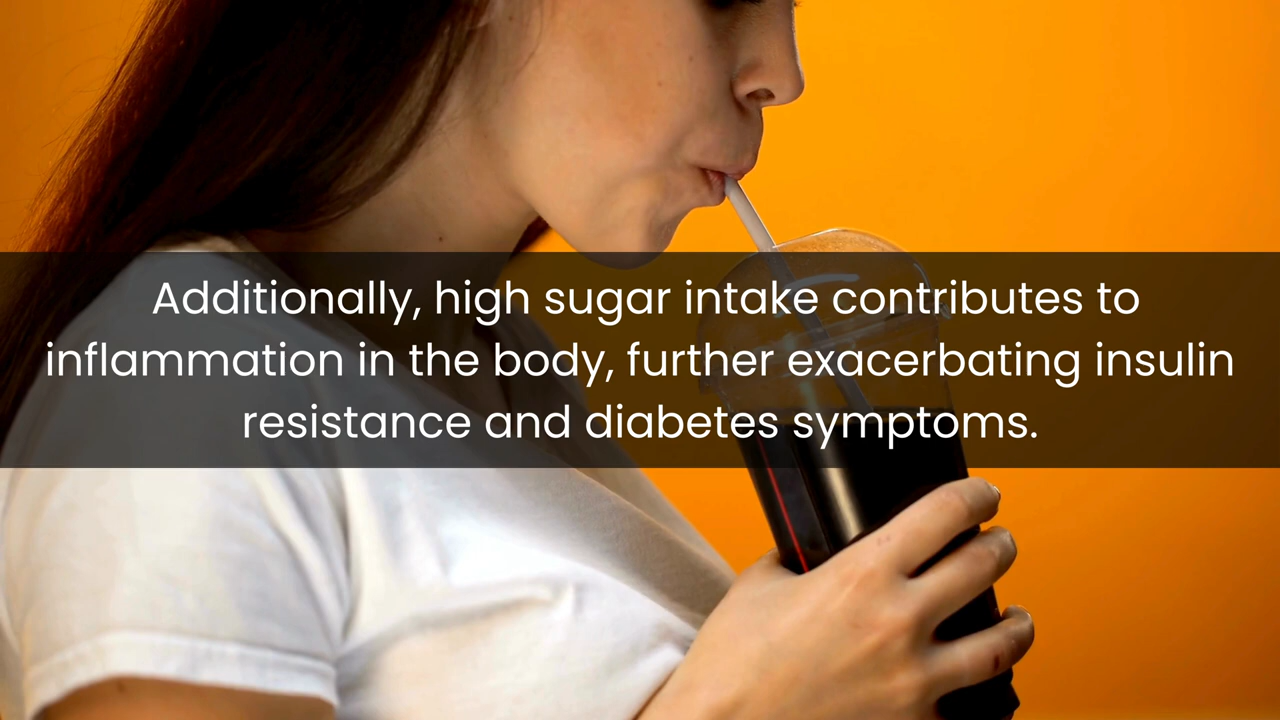 Additionally, high sugar intake contributes to
inflammation in the body, further exacerbating insulin
resistance and diabetes symptoms.